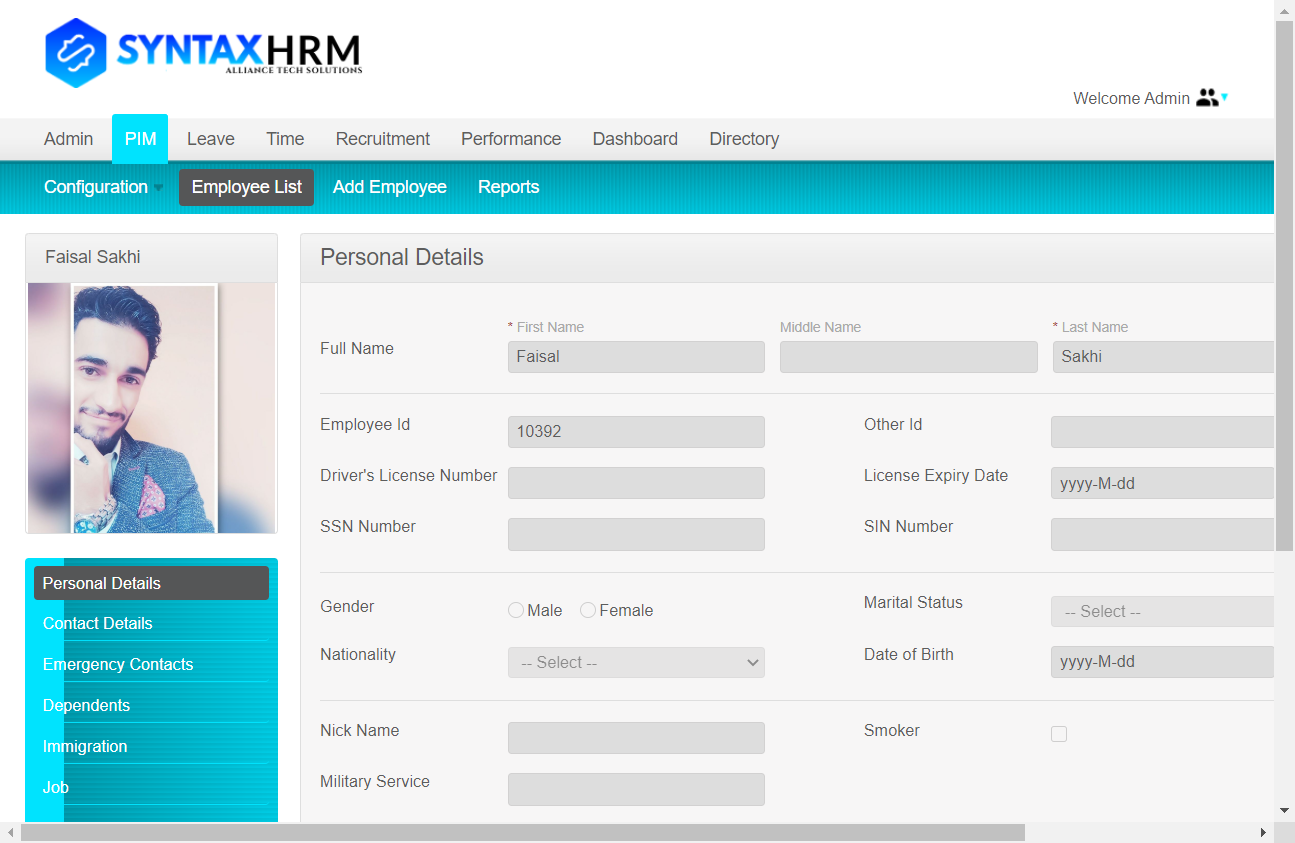 SYNTAXHRM
ALLIANCE TECH SOLUTIONS
Welcome Admin
Admin PIM Leave Time Recruitment Performance Dashboard Directory
Configuration Employee List Add Employee Reports
Faisal Sakhi
Personal Details
Contact Details
Emergency Contacts
Dependents
Immigration
Job
Personal Details
* First Name Middle Name * Last Name
Full Name Faisal Sakhi
Employee Id 10392 Other Id
Driver's License Number License Expiry Date yyyy-M-dd
SSN Number SIN Number
Gender Male Female Marital Status -- Select --
Nationality -- Select -- Date of Birth yyyy-M-dd
Nick Name Smoker
Military Service